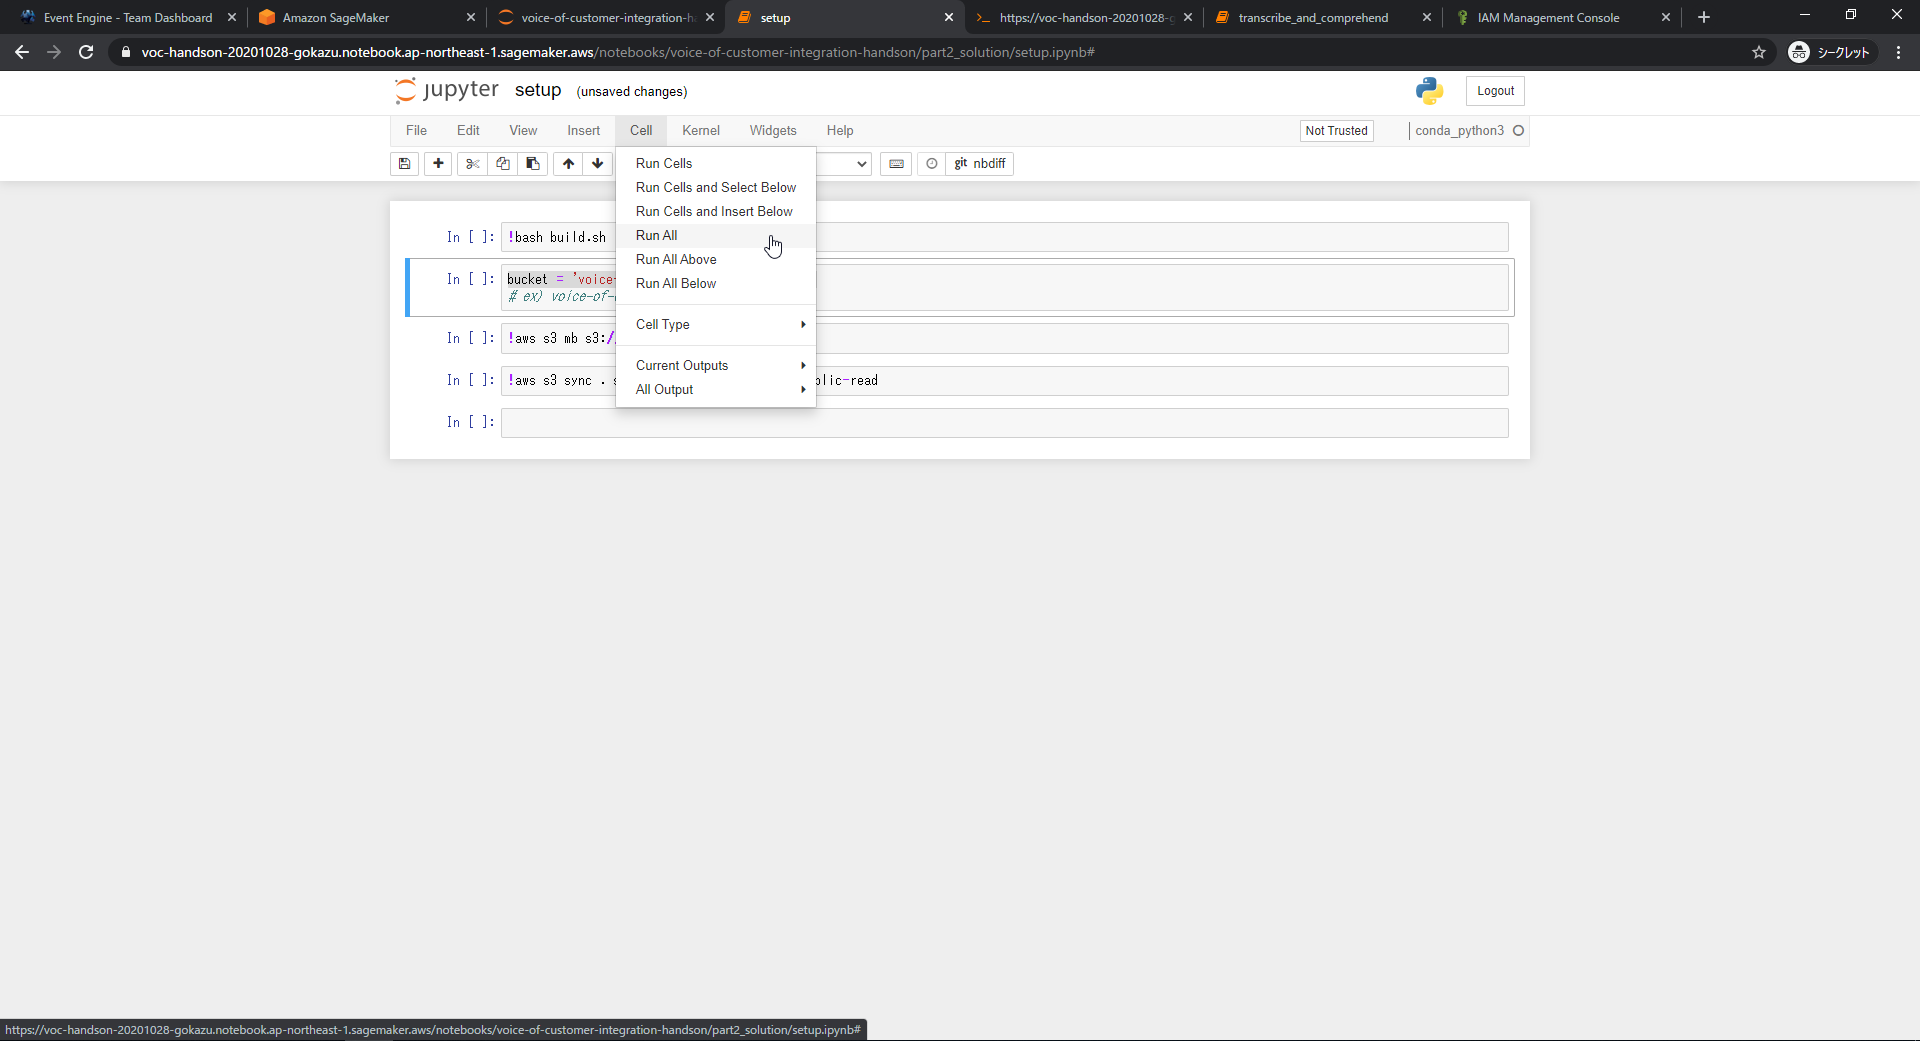 Event Engine - Team Dashboard
Amazon SageMaker
voice-of-customer-integration-h
setup
https://voc-handson-20201028-g
transcribe_and_comprehend
IAM Management Console
voc-handson-20201028-gokazu.notebook.ap-northeast-1.sagemaker.aws/notebooks/voice-of-customer-integration-handson/part2_solution/setup.ipynb#
シークレット
jupyter setup (unsaved changes)
Logout
File Edit View Insert Cell Kernel Widgets Help
Not Trusted
conda_python3
git nbdiff
Run Cells
Run Cells and Select Below
Run Cells and Insert Below
Run All
Run All Above
Run All Below
Cell Type
Current Outputs
All Output
In [ ]: !bash build.sh
In [ ]: bucket = 'voice-
# ex) voice-of-
In [ ]: !aws s3 mb s3:/
In [ ]: !aws s3 sync . s
lic-read
In [ ]:
https://voc-handson-20201028-gokazu.notebook.ap-northeast-1.sagemaker.aws/notebooks/voice-of-customer-integration-handson/part2_solution/setup.ipynb#